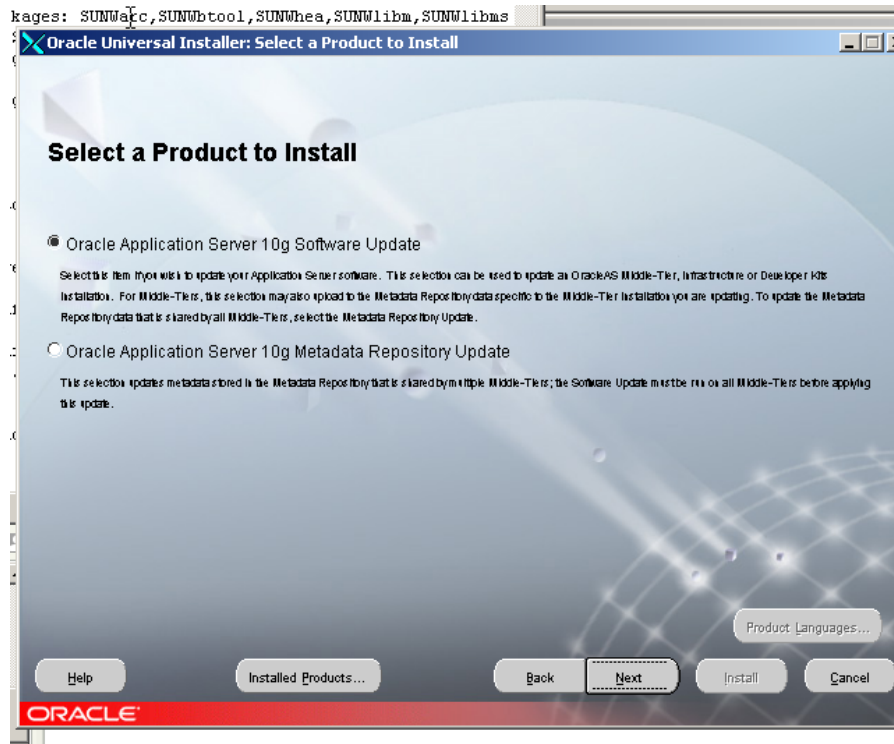 kages: SUNWacc,SUNWbtool,SUNWhea,SUNWlibm,SUNWlibms
Oracle Universal Installer: Select a Product to Install
Select a Product to Install
Oracle Application Server 10g Software Update
Select this item if you wish to update your Application Server software. This selection can be used to update an OracleAS Middle-Tier, Infrastructure or Developer Kits
Installation. For Middle-Tiers, this selection may also upload to the Metadata Repository data specific to the Middle-Tier installation you are updating. To update the Metadata
Repository data that is shared by all Middle-Tiers, select the Metadata Repository Update.
Oracle Application Server 10g Metadata Repository Update
This selection updates metadata stored in the Metadata Repository that is shared by multiple Middle-Tiers; the Software Update must be run on all Middle-Tiers before applying
this update.
Product Languages...
Help
Installed Products...
Back
Next
Install
Cancel
ORACLE